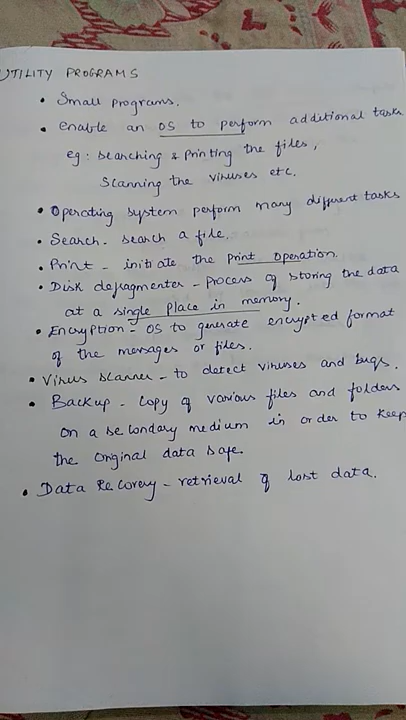 UTILITY PROGRAMS
• Small programs.
• enable an OS to perform additional tasks
eg: searching & printing the files,
Scanning the viruses etc.
• Operating system perform many different tasks
• Search - search a file.
• Print - initiate the print operation.
• Disk defragmenter - process of storing the data
at a single place in memory.
• Encryption - OS to generate encrypted format
of the messages or files.
• Virus scanner - to detect viruses and bugs.
• Backup - copy of various files and folders
on a secondary medium in order to keep
the original data safe.
• Data Recovery - retrieval of lost data.